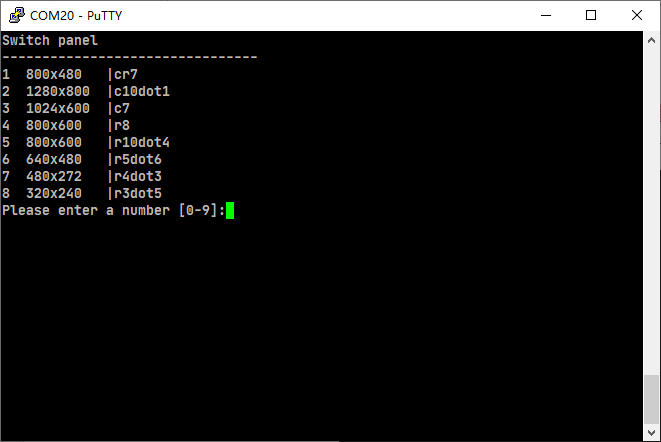 COM20 - PuTTY
Switch panel
--------------------------------
1  800x480   |cr7
2  1280x800  |c10dot1
3  1024x600  |c7
4  800x600   |r8
5  800x600   |r10dot4
6  640x480   |r5dot6
7  480x272   |r4dot3
8  320x240   |r3dot5
Please enter a number [0-9]: